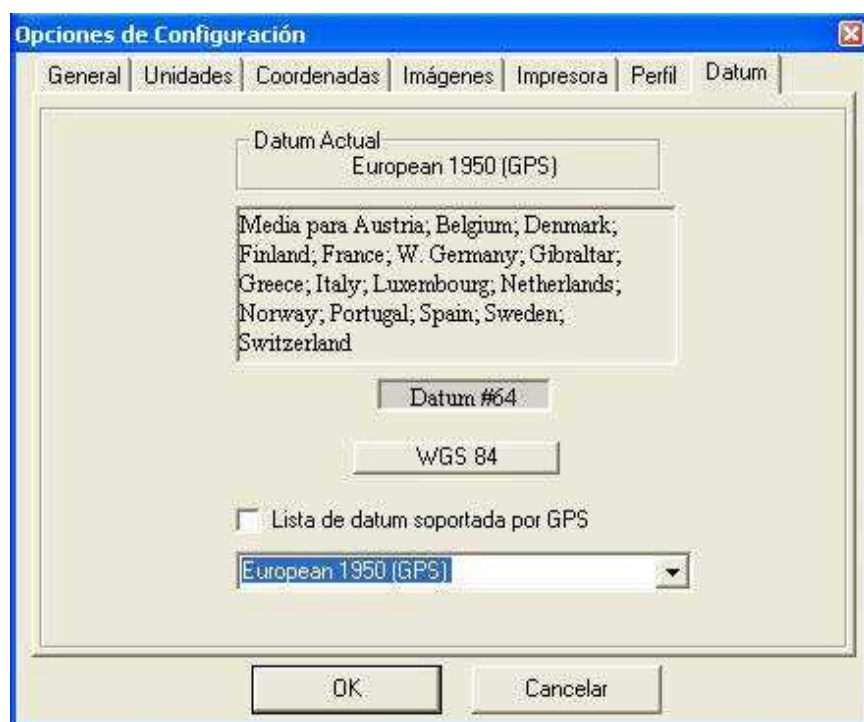 Opciones de Configuración
General Unidades Coordenadas Imágenes Impresora Perfil Datum
Datum Actual
European 1950 (GPS)
Media para Austria; Belgium; Denmark;
Finland; France; W. Germany; Gibraltar;
Greece; Italy; Luxembourg; Netherlands;
Norway; Portugal; Spain; Sweden;
Switzerland
Datum #64
WGS 84
Lista de datum soportada por GPS
European 1950 (GPS)
OK Cancelar